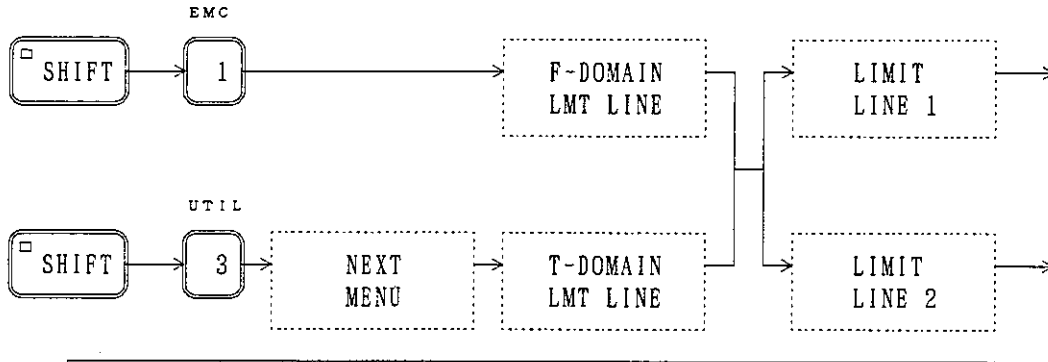 EMC
SHIFT
1
F-DOMAIN
LMT LINE
LIMIT
LINE 1
UTIL
SHIFT
3
NEXT
MENU
T-DOMAIN
LMT LINE
LIMIT
LINE 2